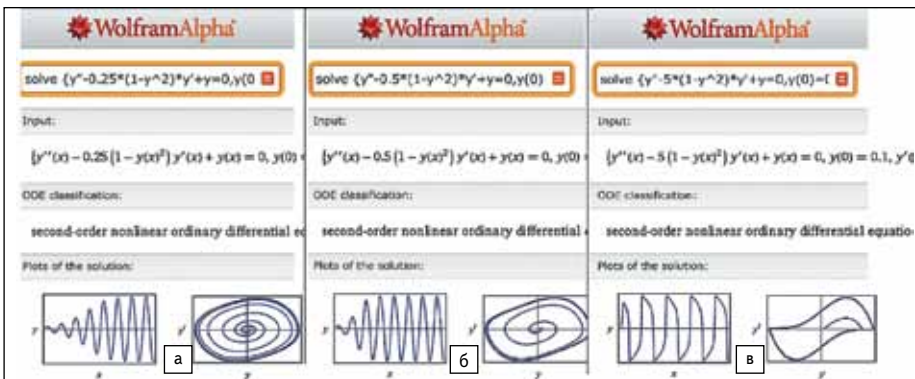 WolframAlpha
solve {y"-0.25*(1-y^2)*y'+y=0,y(0
Input:
{y''(x) − 0.25 (1 − y(x)²) y'(x) + y(x) = 0, y(0)
ODE classification:
second-order nonlinear ordinary differential
Plots of the solution:
y
x
y'
y
а
WolframAlpha
solve {y"-0.5*(1-y^2)*y'+y=0,y(0)
Input:
{y''(x) − 0.5 (1 − y(x)²) y'(x) + y(x) = 0, y(0)
ODE classification:
second-order nonlinear ordinary differential
Plots of the solution:
y
x
y'
y
б
WolframAlpha
solve {y"-5*(1-y^2)*y'+y=0,y(0)=
Input:
{y''(x) − 5 (1 − y(x)²) y'(x) + y(x) = 0, y(0) = 0.1,
ODE classification:
second-order nonlinear ordinary differential equatio
Plots of the solution:
y
x
y'
y
в